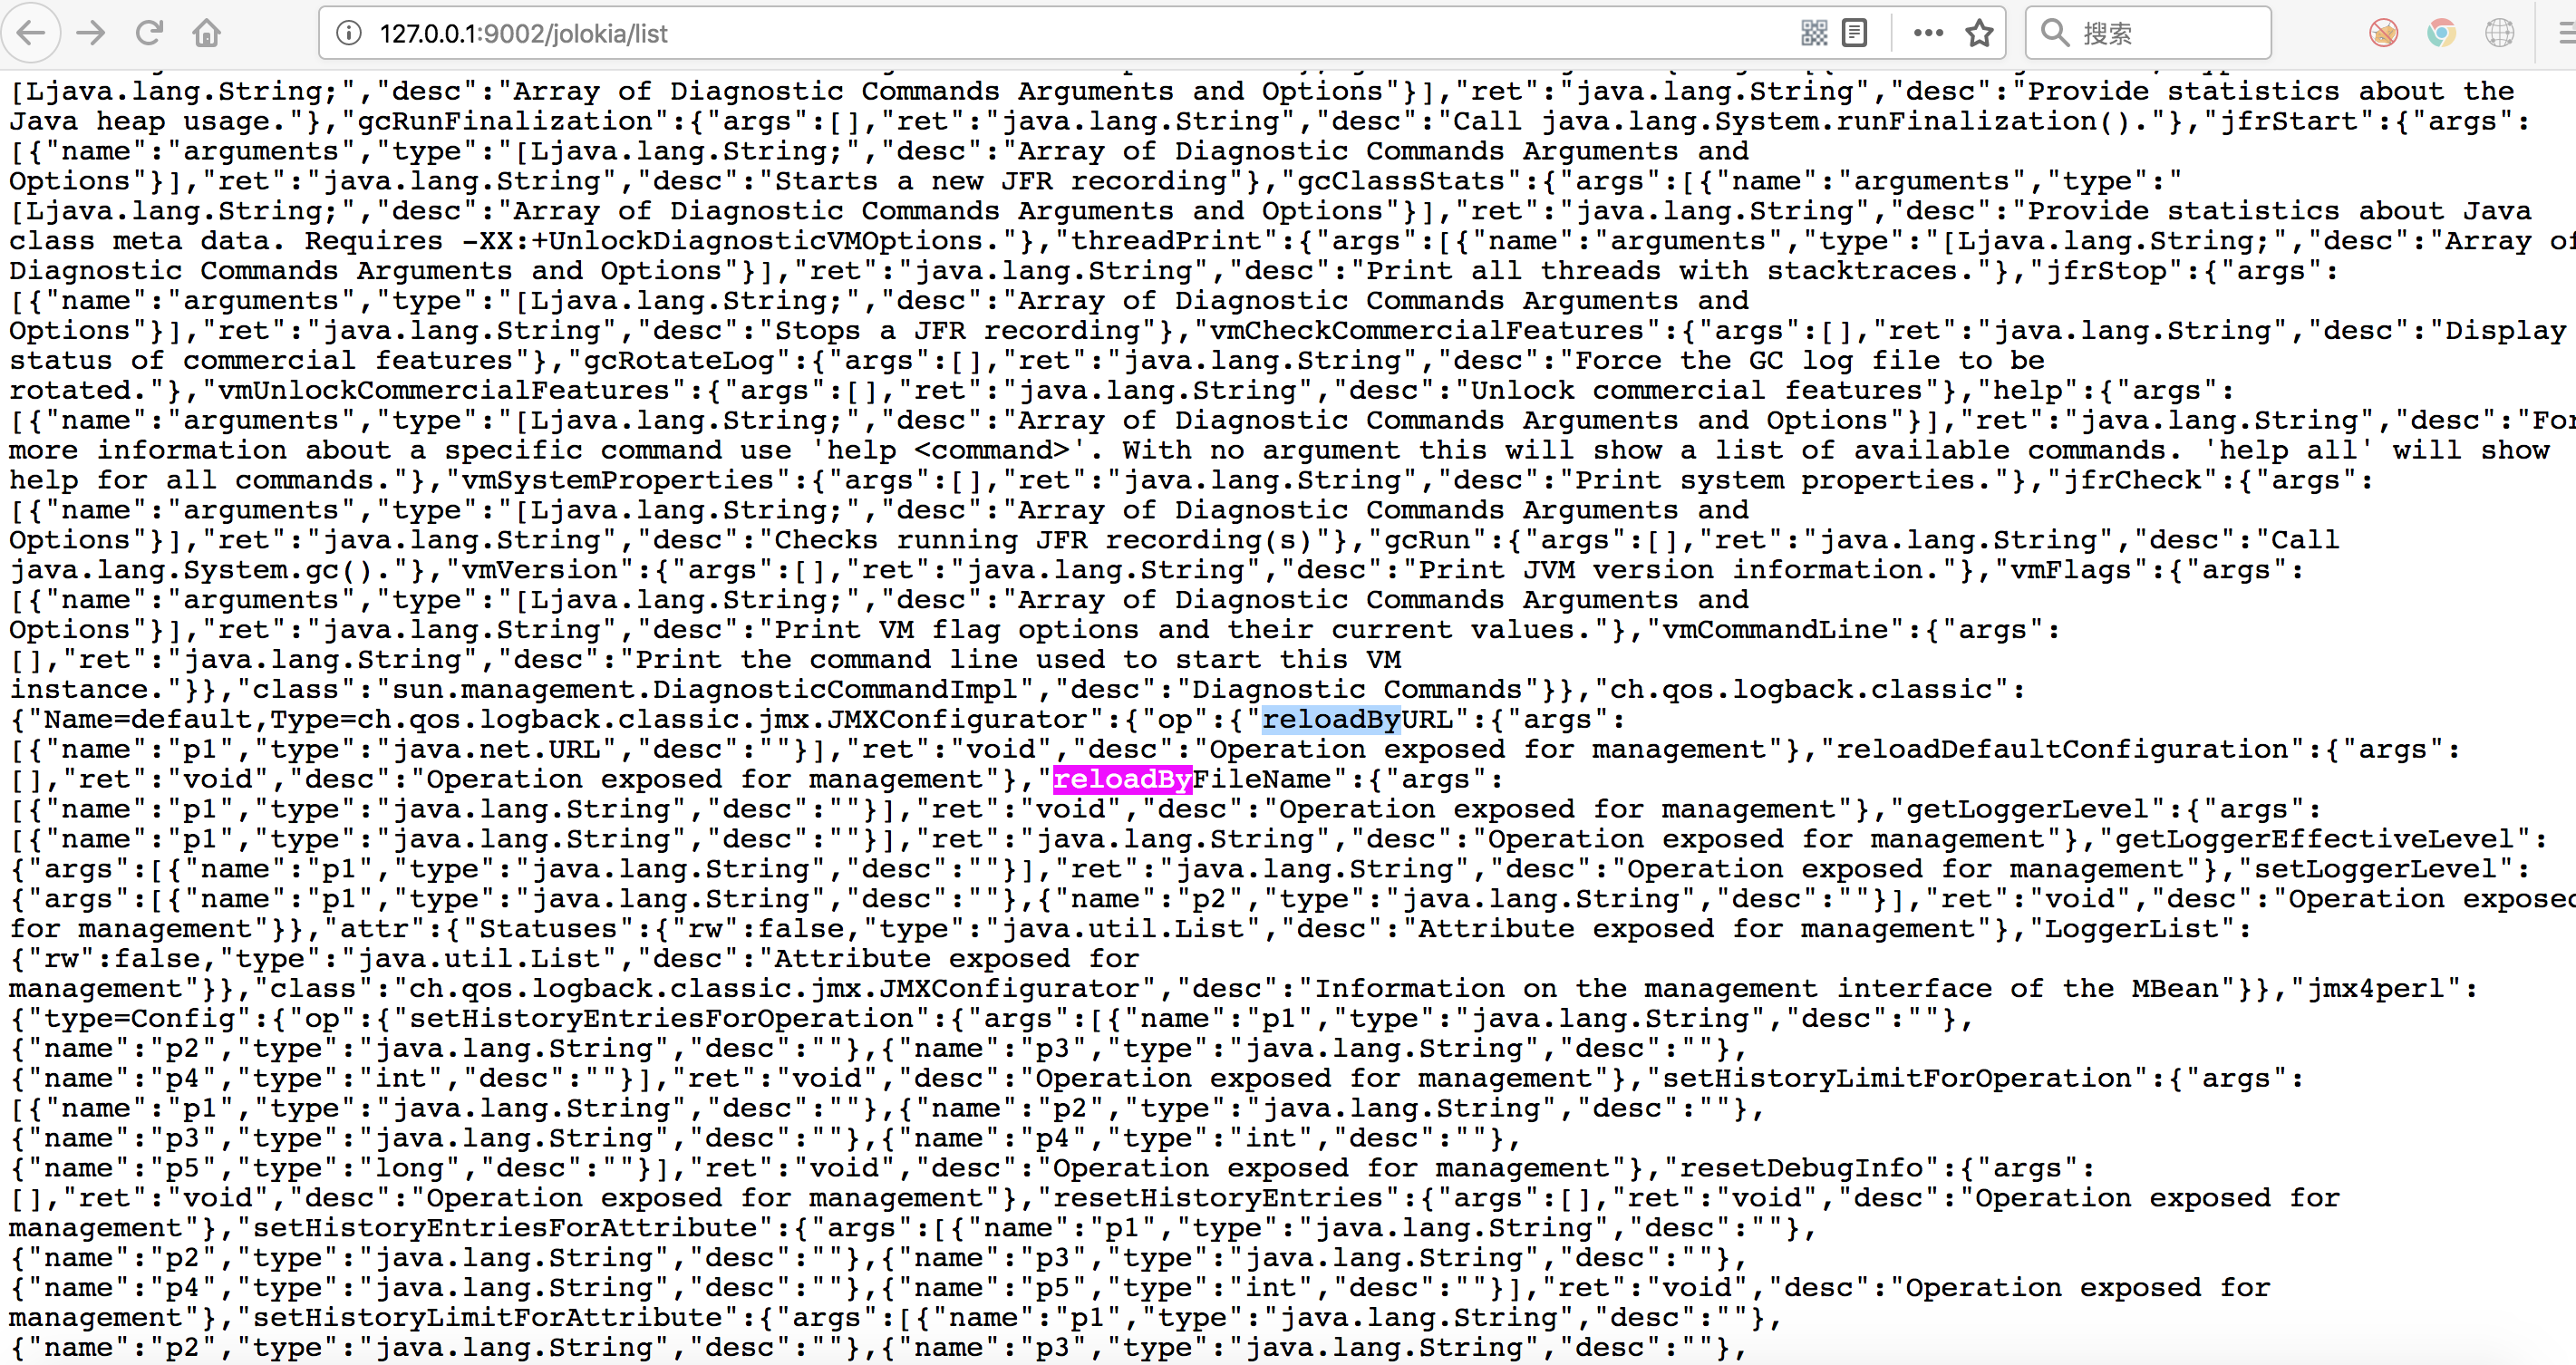 127.0.0.1:9002/jolokia/list
搜索
[Ljava.lang.String;","desc":"Array of Diagnostic Commands Arguments and Options"}],"ret":"java.lang.String","desc":"Provide statistics about the
Java heap usage."},"gcRunFinalization":{"args":[],"ret":"java.lang.String","desc":"Call java.lang.System.runFinalization()."},"jfrStart":{"args":
[{"name":"arguments","type":"[Ljava.lang.String;","desc":"Array of Diagnostic Commands Arguments and
Options"}],"ret":"java.lang.String","desc":"Starts a new JFR recording"},"gcClassStats":{"args":[{"name":"arguments","type":"
[Ljava.lang.String;","desc":"Array of Diagnostic Commands Arguments and Options"}],"ret":"java.lang.String","desc":"Provide statistics about Java
class meta data. Requires -XX:+UnlockDiagnosticVMOptions."},"threadPrint":{"args":[{"name":"arguments","type":"[Ljava.lang.String;","desc":"Array of
Diagnostic Commands Arguments and Options"}],"ret":"java.lang.String","desc":"Print all threads with stacktraces."},"jfrStop":{"args":
[{"name":"arguments","type":"[Ljava.lang.String;","desc":"Array of Diagnostic Commands Arguments and
Options"}],"ret":"java.lang.String","desc":"Stops a JFR recording"},"vmCheckCommercialFeatures":{"args":[],"ret":"java.lang.String","desc":"Display
status of commercial features"},"gcRotateLog":{"args":[],"ret":"java.lang.String","desc":"Force the GC log file to be
rotated."},"vmUnlockCommercialFeatures":{"args":[],"ret":"java.lang.String","desc":"Unlock commercial features"},"help":{"args":
[{"name":"arguments","type":"[Ljava.lang.String;","desc":"Array of Diagnostic Commands Arguments and Options"}],"ret":"java.lang.String","desc":"For
more information about a specific command use 'help <command>'. With no argument this will show a list of available commands. 'help all' will show
help for all commands."},"vmSystemProperties":{"args":[],"ret":"java.lang.String","desc":"Print system properties."},"jfrCheck":{"args":
[{"name":"arguments","type":"[Ljava.lang.String;","desc":"Array of Diagnostic Commands Arguments and
Options"}],"ret":"java.lang.String","desc":"Checks running JFR recording(s)"},"gcRun":{"args":[],"ret":"java.lang.String","desc":"Call
java.lang.System.gc()."},"vmVersion":{"args":[],"ret":"java.lang.String","desc":"Print JVM version information."},"vmFlags":{"args":
[{"name":"arguments","type":"[Ljava.lang.String;","desc":"Array of Diagnostic Commands Arguments and
Options"}],"ret":"java.lang.String","desc":"Print VM flag options and their current values."},"vmCommandLine":{"args":
[],"ret":"java.lang.String","desc":"Print the command line used to start this VM
instance."}},"class":"sun.management.DiagnosticCommandImpl","desc":"Diagnostic Commands"}},"ch.qos.logback.classic":
{"Name=default,Type=ch.qos.logback.classic.jmx.JMXConfigurator":{"op":{"reloadByURL":{"args":
[{"name":"p1","type":"java.net.URL","desc":""}],"ret":"void","desc":"Operation exposed for management"},"reloadDefaultConfiguration":{"args":
[],"ret":"void","desc":"Operation exposed for management"},"reloadByFileName":{"args":
[{"name":"p1","type":"java.lang.String","desc":""}],"ret":"void","desc":"Operation exposed for management"},"getLoggerLevel":{"args":
[{"name":"p1","type":"java.lang.String","desc":""}],"ret":"java.lang.String","desc":"Operation exposed for management"},"getLoggerEffectiveLevel":
{"args":[{"name":"p1","type":"java.lang.String","desc":""}],"ret":"java.lang.String","desc":"Operation exposed for management"},"setLoggerLevel":
{"args":[{"name":"p1","type":"java.lang.String","desc":""},{"name":"p2","type":"java.lang.String","desc":""}],"ret":"void","desc":"Operation exposed
for management"}},"attr":{"Statuses":{"rw":false,"type":"java.util.List","desc":"Attribute exposed for management"},"LoggerList":
{"rw":false,"type":"java.util.List","desc":"Attribute exposed for
management"}},"class":"ch.qos.logback.classic.jmx.JMXConfigurator","desc":"Information on the management interface of the MBean"}},"jmx4perl":
{"type=Config":{"op":{"setHistoryEntriesForOperation":{"args":[{"name":"p1","type":"java.lang.String","desc":""},
{"name":"p2","type":"java.lang.String","desc":""},{"name":"p3","type":"java.lang.String","desc":""},
{"name":"p4","type":"int","desc":""}],"ret":"void","desc":"Operation exposed for management"},"setHistoryLimitForOperation":{"args":
[{"name":"p1","type":"java.lang.String","desc":""},{"name":"p2","type":"java.lang.String","desc":""},
{"name":"p3","type":"java.lang.String","desc":""},{"name":"p4","type":"int","desc":""},
{"name":"p5","type":"long","desc":""}],"ret":"void","desc":"Operation exposed for management"},"resetDebugInfo":{"args":
[],"ret":"void","desc":"Operation exposed for management"},"resetHistoryEntries":{"args":[],"ret":"void","desc":"Operation exposed for
management"},"setHistoryEntriesForAttribute":{"args":[{"name":"p1","type":"java.lang.String","desc":""},
{"name":"p2","type":"java.lang.String","desc":""},{"name":"p3","type":"java.lang.String","desc":""},
{"name":"p4","type":"java.lang.String","desc":""},{"name":"p5","type":"int","desc":""}],"ret":"void","desc":"Operation exposed for
management"},"setHistoryLimitForAttribute":{"args":[{"name":"p1","type":"java.lang.String","desc":""},
{"name":"p2","type":"java.lang.String","desc":""},{"name":"p3","type":"java.lang.String","desc":""},